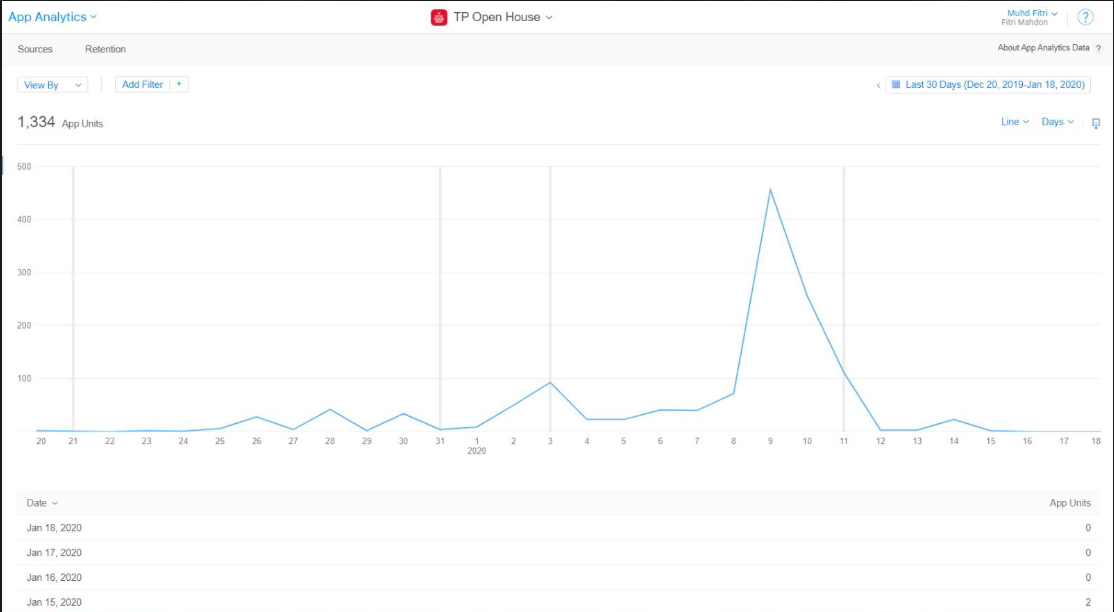 App Analytics
TP Open House
Muhd Fitri
Fitri Mahdon
?
Sources Retention
About App Analytics Data ?
View By
Add Filter +
Last 30 Days (Dec 20, 2019-Jan 18, 2020)
1,334 App Units
Line Days
500
400
300
200
100
20 21 22 23 24 25 26 27 28 29 30 31 1 2 3 4 5 6 7 8 9 10 11 12 13 14 15 16 17 18
2020
Date App Units
Jan 18, 2020 0
Jan 17, 2020 0
Jan 16, 2020 0
Jan 15, 2020 2